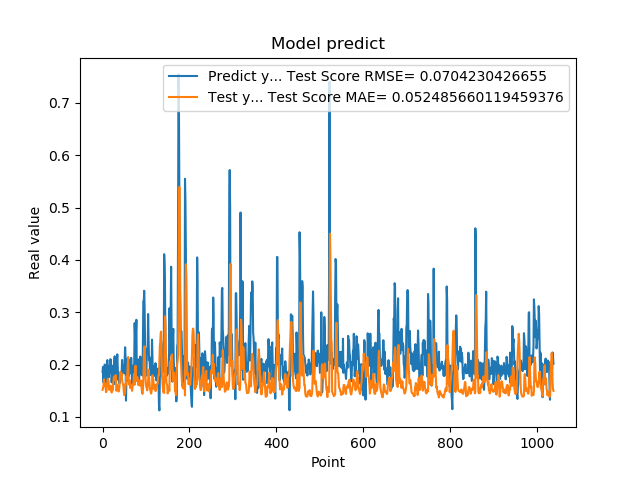 Model predict
Predict y... Test Score RMSE= 0.0704230426655
Test y... Test Score MAE= 0.052485660119459376
Real value
0.7
0.6
0.5
0.4
0.3
0.2
0.1
0 200 400 600 800 1000
Point